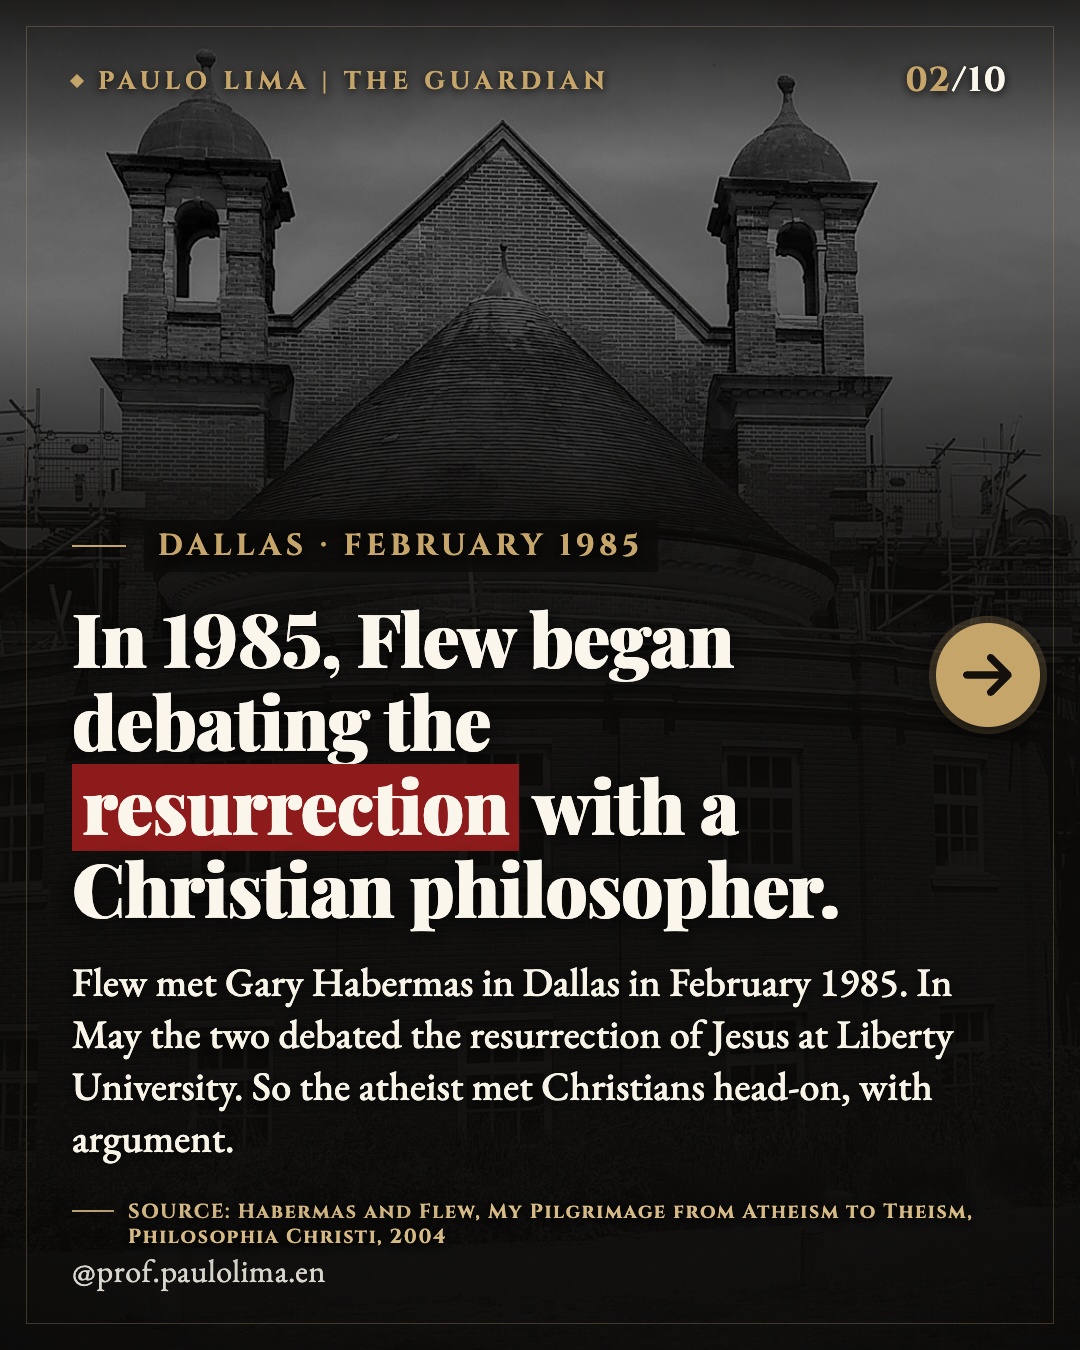 ◆ PAULO LIMA | THE GUARDIAN
02/10
DALLAS · FEBRUARY 1985
In 1985, Flew began
debating the
resurrection with a
Christian philosopher.
Flew met Gary Habermas in Dallas in February 1985. In
May the two debated the resurrection of Jesus at Liberty
University. So the atheist met Christians head-on, with
argument.
SOURCE: Habermas and Flew, My Pilgrimage from Atheism to Theism,
Philosophia Christi, 2004
@prof.paulolima.en